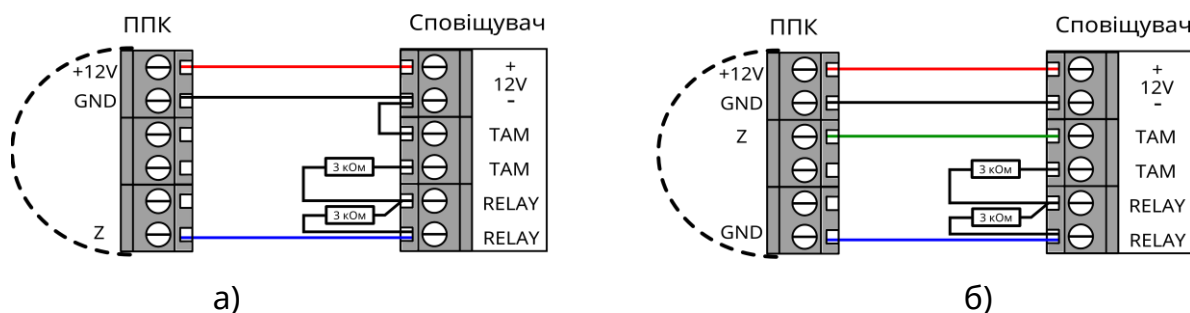 ППК Сповіщувач
+12V
GND
Z
+
12V
-
TAM
TAM
RELAY
RELAY
3 кОм
3 кОм
а)
ППК Сповіщувач
+12V
GND
Z
GND
+
12V
-
TAM
TAM
RELAY
RELAY
3 кОм
3 кОм
б)